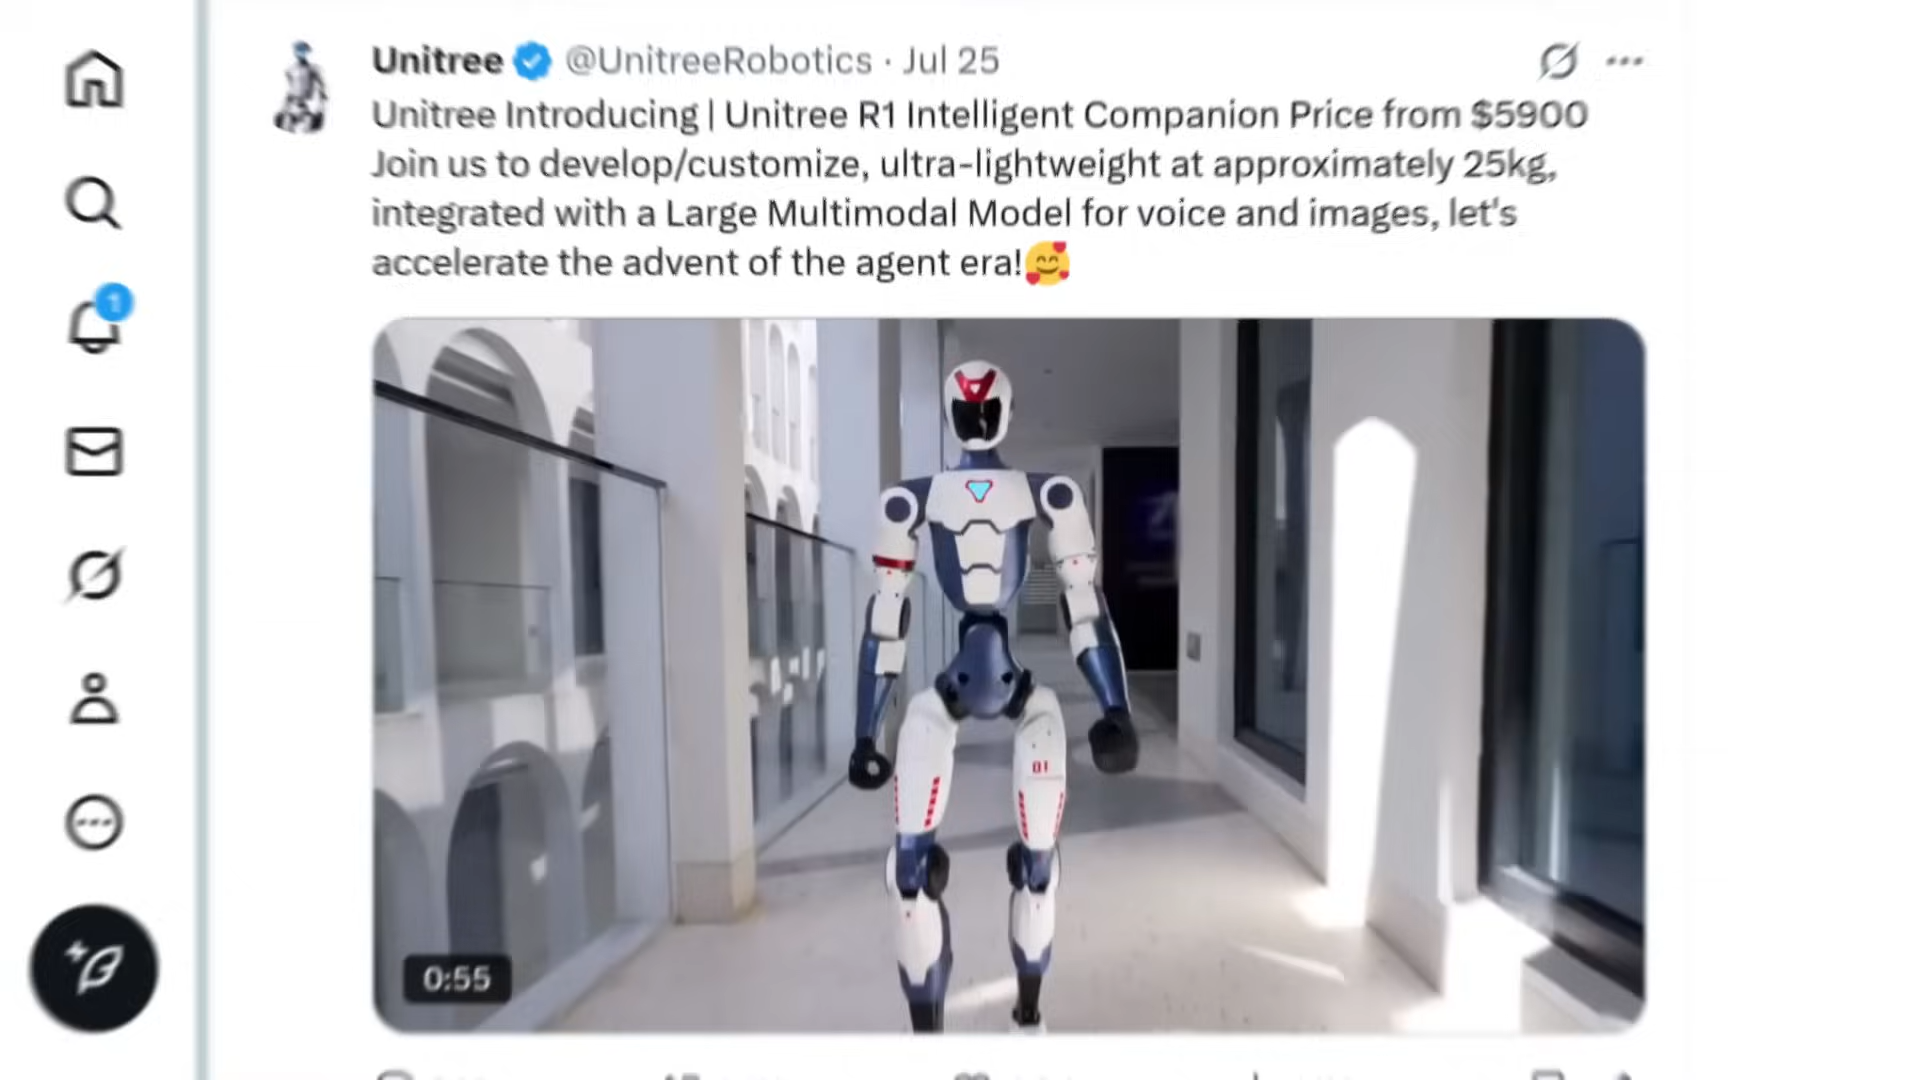 Unitree @UnitreeRobotics · Jul 25
Unitree Introducing | Unitree R1 Intelligent Companion Price from $5900
Join us to develop/customize, ultra-lightweight at approximately 25kg,
integrated with a Large Multimodal Model for voice and images, let's
accelerate the advent of the agent era!🥰
1
01
0:55